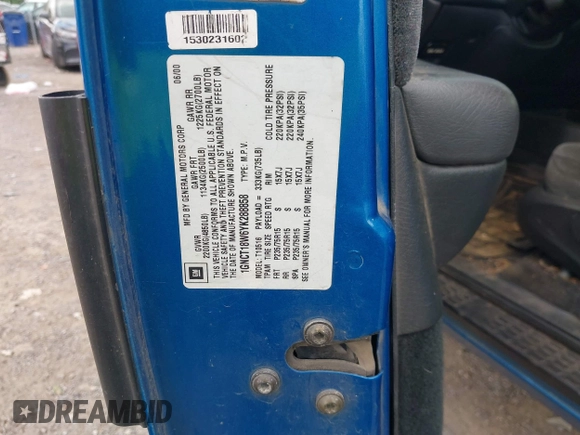 153023160
MFD BY GENERAL MOTORS CORP 06/00
GVWR GAWR FRT GAWR RR
2200KG(4850LB) 1134KG(2500LB) 1225KG(2700LB)
THIS VEHICLE CONFORMS TO ALL APPLICABLE U.S. FEDERAL MOTOR
VEHICLE SAFETY AND THEFT PREVENTION STANDARDS IN EFFECT ON
THE DATE OF MANUFACTURE SHOWN ABOVE.
1GNCT18W6YK288858 TYPE: M.P.V.
MODEL: T10516 PAYLOAD = 333KG(735LB)
TPAM TIRE SIZE SPEED RTG RIM COLD TIRE PRESSURE
FRT P235/75R15 S 15X7J 220KPA(32PSI)
RR P235/75R15 S 15X7J 220KPA(32PSI)
SPA P235/75R15 S 15X7J 240KPA(35PSI)
SEE OWNER'S MANUAL FOR MORE INFORMATION.
GM
DREAMBID